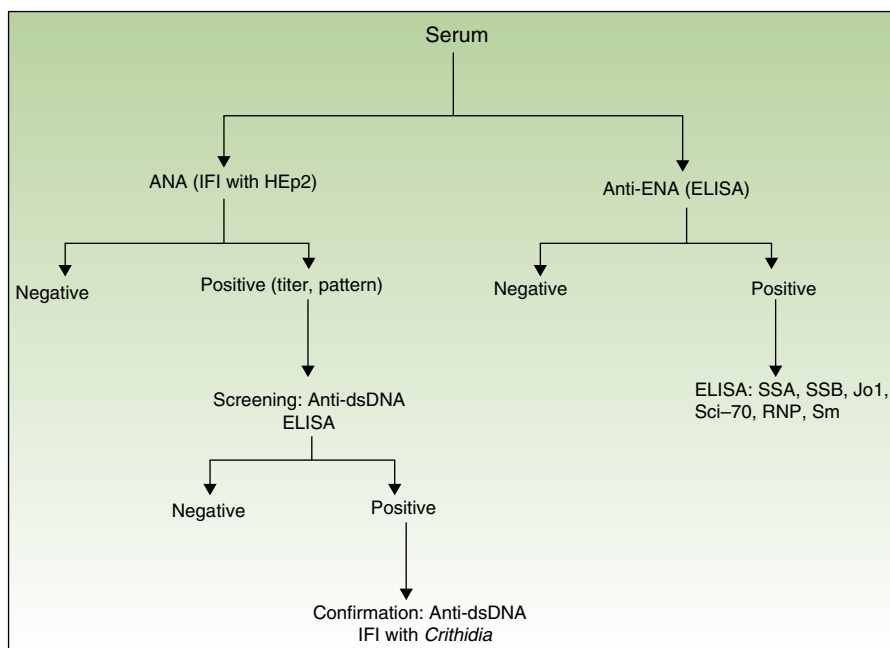 Serum
ANA (IFI with HEp2)
Anti-ENA (ELISA)
Negative
Positive (titer, pattern)
Negative
Positive
Screening: Anti-dsDNA
ELISA
ELISA: SSA, SSB, Jo1,
Sci–70, RNP, Sm
Negative
Positive
Confirmation: Anti-dsDNA
IFI with Crithidia